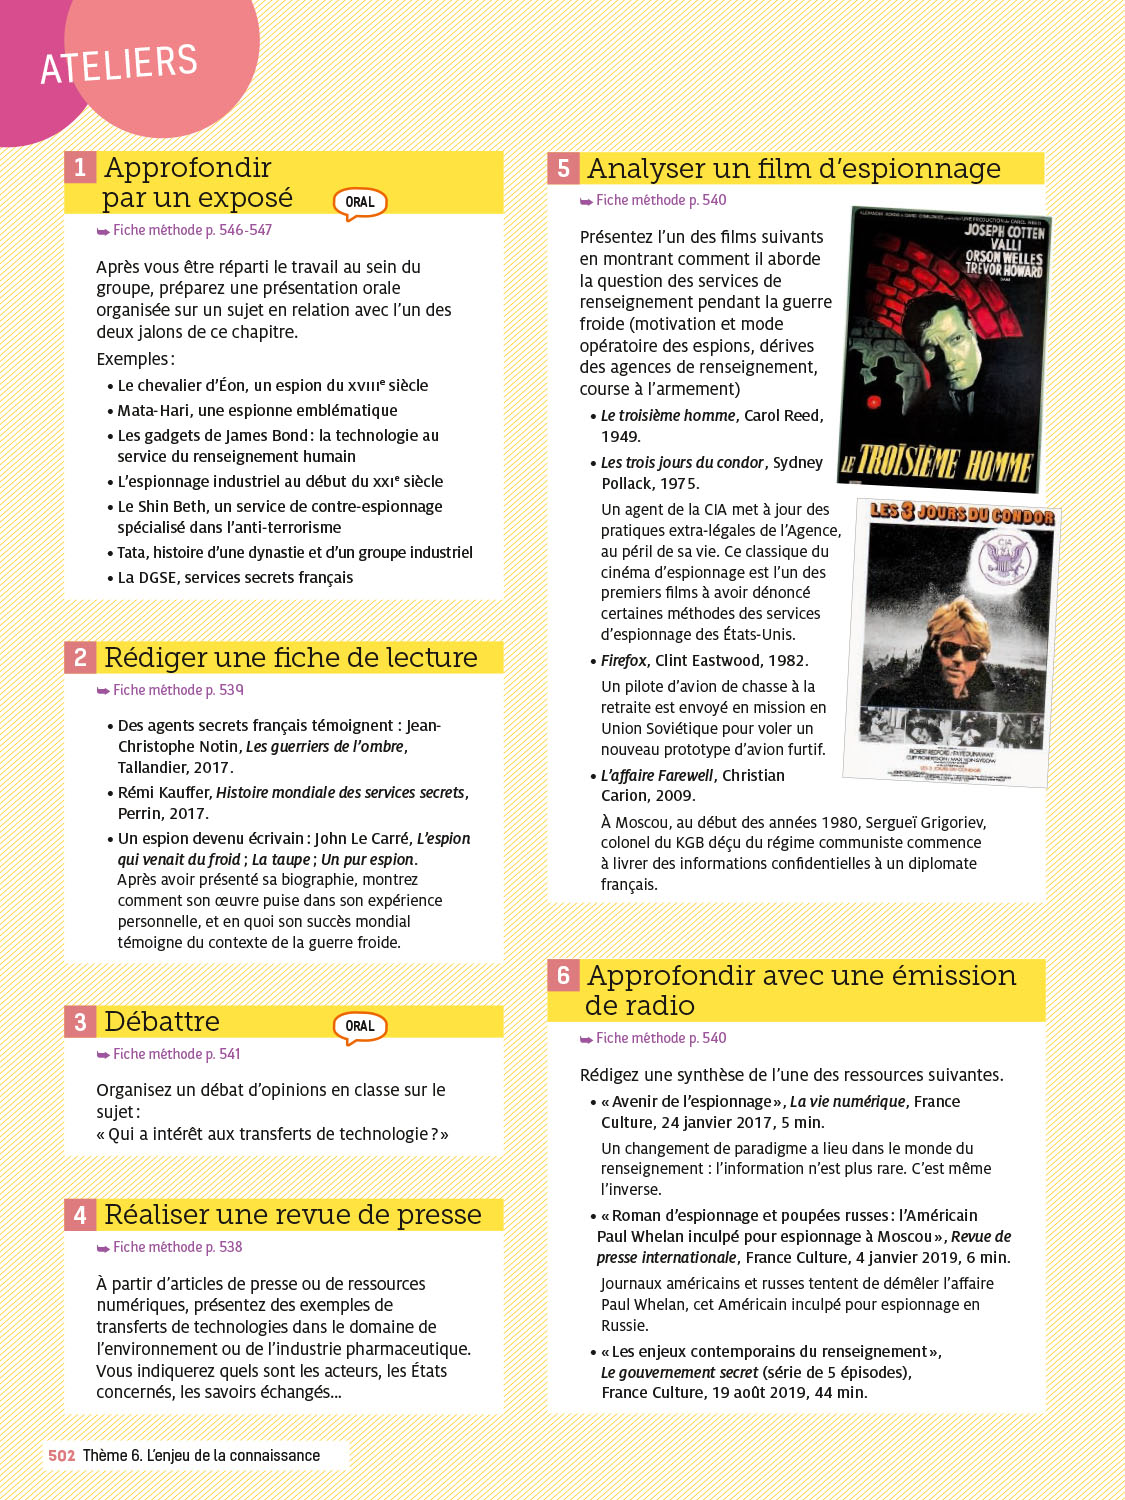 ATELIERS
1 Approfondir
par un exposé
ORAL
➥ Fiche méthode p. 546-547
Après vous être réparti le travail au sein du
groupe, préparez une présentation orale
organisée sur un sujet en relation avec l’un des
deux jalons de ce chapitre.
Exemples :
• Le chevalier d’Éon, un espion du XVIIIe siècle
• Mata-Hari, une espionne emblématique
• Les gadgets de James Bond : la technologie au
service du renseignement humain
• L’espionnage industriel au début du XXIe siècle
• Le Shin Beth, un service de contre-espionnage
spécialisé dans l’anti-terrorisme
• Tata, histoire d’une dynastie et d’un groupe industriel
• La DGSE, services secrets français
2 Rédiger une fiche de lecture
➥ Fiche méthode p. 539
• Des agents secrets français témoignent : Jean-
Christophe Notin, Les guerriers de l’ombre,
Tallandier, 2017.
• Rémi Kauffer, Histoire mondiale des services secrets,
Perrin, 2017.
• Un espion devenu écrivain : John Le Carré, L’espion
qui venait du froid ; La taupe ; Un pur espion.
Après avoir présenté sa biographie, montrez
comment son œuvre puise dans son expérience
personnelle, et en quoi son succès mondial
témoigne du contexte de la guerre froide.
3 Débattre
ORAL
➥ Fiche méthode p. 541
Organisez un débat d’opinions en classe sur le
sujet :
« Qui a intérêt aux transferts de technologie ? »
4 Réaliser une revue de presse
➥ Fiche méthode p. 538
À partir d’articles de presse ou de ressources
numériques, présentez des exemples de
transferts de technologies dans le domaine de
l’environnement ou de l’industrie pharmaceutique.
Vous indiquerez quels sont les acteurs, les États
concernés, les savoirs échangés...
5 Analyser un film d’espionnage
➥ Fiche méthode p. 540
Présentez l’un des films suivants
en montrant comment il aborde
la question des services de
renseignement pendant la guerre
froide (motivation et mode
opératoire des espions, dérives
des agences de renseignement,
course à l’armement)
• Le troisième homme, Carol Reed,
1949.
• Les trois jours du condor, Sydney
Pollack, 1975.
Un agent de la CIA met à jour des
pratiques extra-légales de l’Agence,
au péril de sa vie. Ce classique du
cinéma d’espionnage est l’un des
premiers films à avoir dénoncé
certaines méthodes des services
d’espionnage des États-Unis.
• Firefox, Clint Eastwood, 1982.
Un pilote d’avion de chasse à la
retraite est envoyé en mission en
Union Soviétique pour voler un
nouveau prototype d’avion furtif.
• L’affaire Farewell, Christian
Carion, 2009.
À Moscou, au début des années 1980, Sergueï Grigoriev,
colonel du KGB déçu du régime communiste commence
à livrer des informations confidentielles à un diplomate
français.
JOSEPH COTTEN
VALLI
ORSON WELLES
TREVOR HOWARD
DANS
LE TROISIÈME HOMME
LES 3 JOURS DU CONDOR
CIA
ROBERT REDFORD / FAYE DUNAWAY
CLIFF ROBERTSON / MAX VON SYDOW
LES 3 JOURS DU CONDOR
6 Approfondir avec une émission
de radio
➥ Fiche méthode p. 540
Rédigez une synthèse de l’une des ressources suivantes.
• « Avenir de l’espionnage », La vie numérique, France
Culture, 24 janvier 2017, 5 min.
Un changement de paradigme a lieu dans le monde du
renseignement : l’information n’est plus rare. C’est même
l’inverse.
• « Roman d’espionnage et poupées russes : l’Américain
Paul Whelan inculpé pour espionnage à Moscou », Revue de
presse internationale, France Culture, 4 janvier 2019, 6 min.
Journaux américains et russes tentent de démêler l’affaire
Paul Whelan, cet Américain inculpé pour espionnage en
Russie.
• « Les enjeux contemporains du renseignement »,
Le gouvernement secret (série de 5 épisodes),
France Culture, 19 août 2019, 44 min.
502 Thème 6. L’enjeu de la connaissance